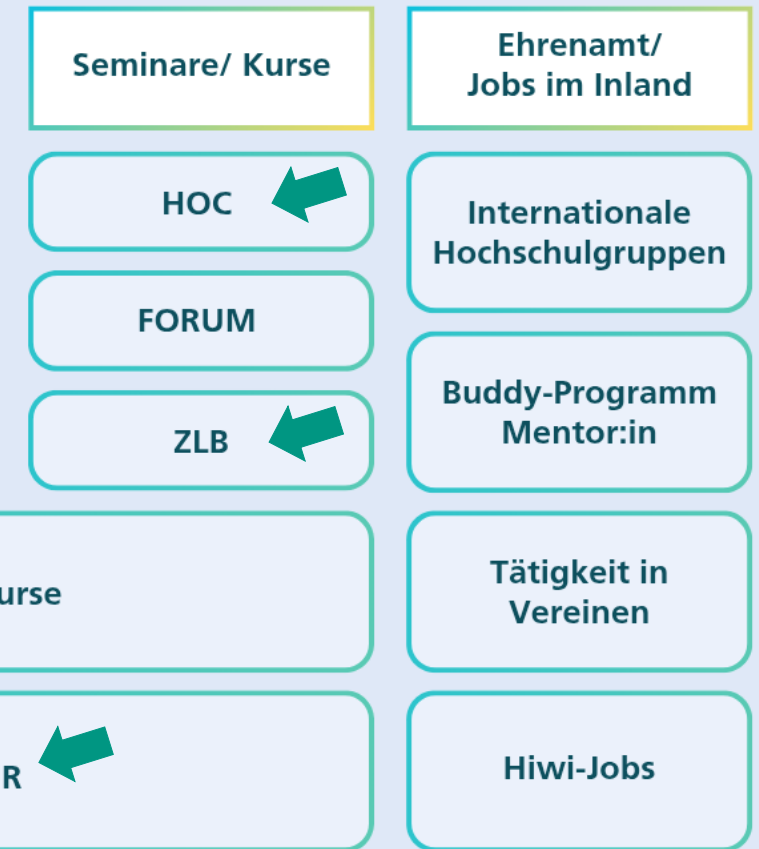 Seminare/ Kurse
HOC
FORUM
ZLB
urse
R
Ehrenamt/
Jobs im Inland
Internationale
Hochschulgruppen
Buddy-Programm
Mentor:in
Tätigkeit in
Vereinen
Hiwi-Jobs